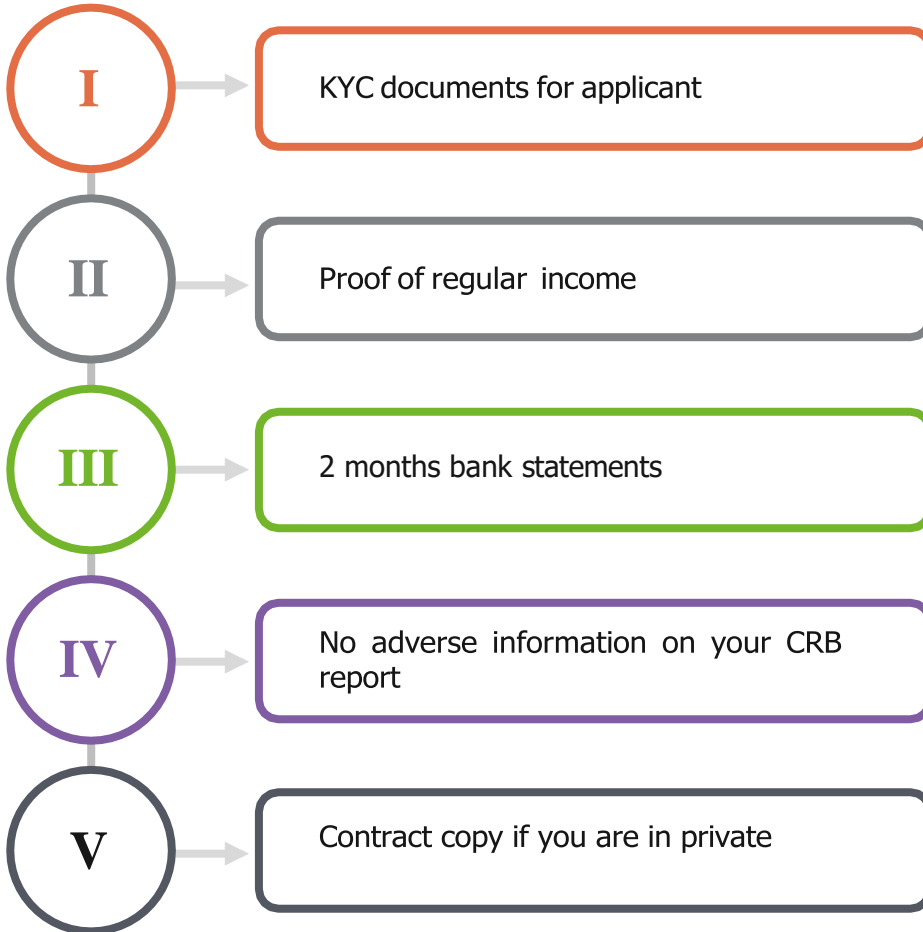 I
KYC documents for applicant
II
Proof of regular income
III
2 months bank statements
IV
No adverse information on your CRB
report
V
Contract copy if you are in private